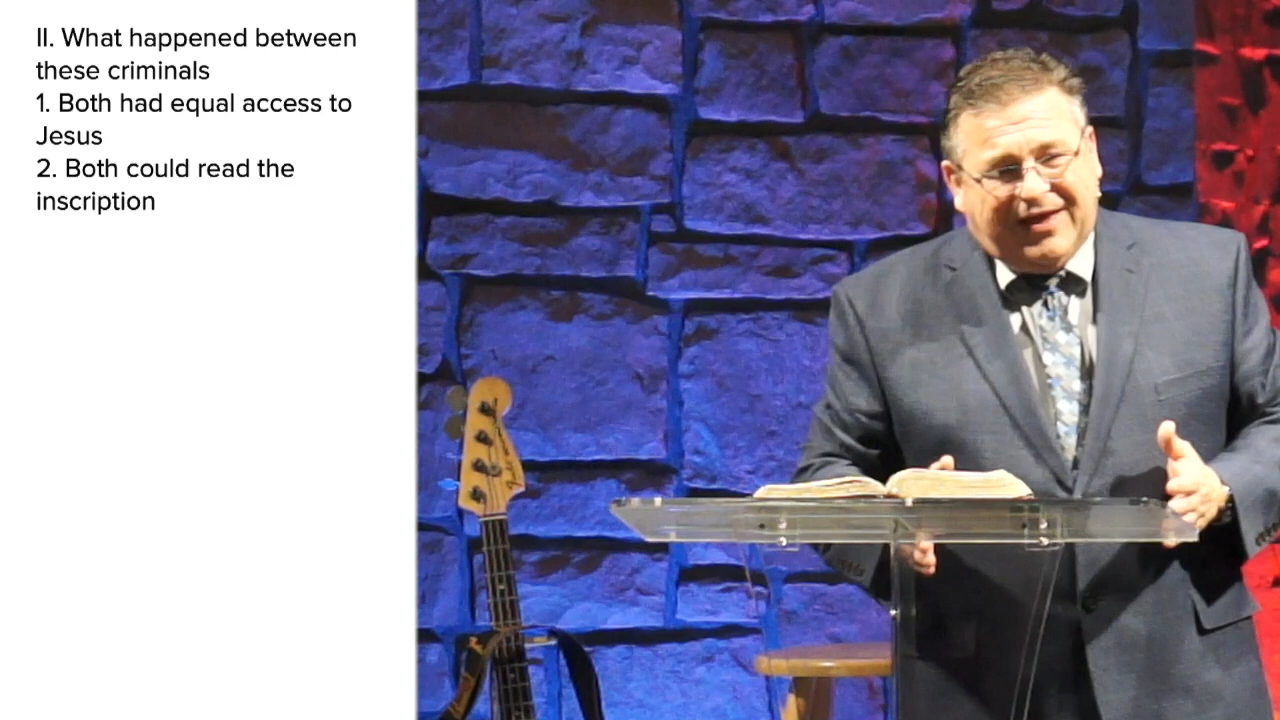 II. What happened between
these criminals
1. Both had equal access to
Jesus
2. Both could read the
inscription